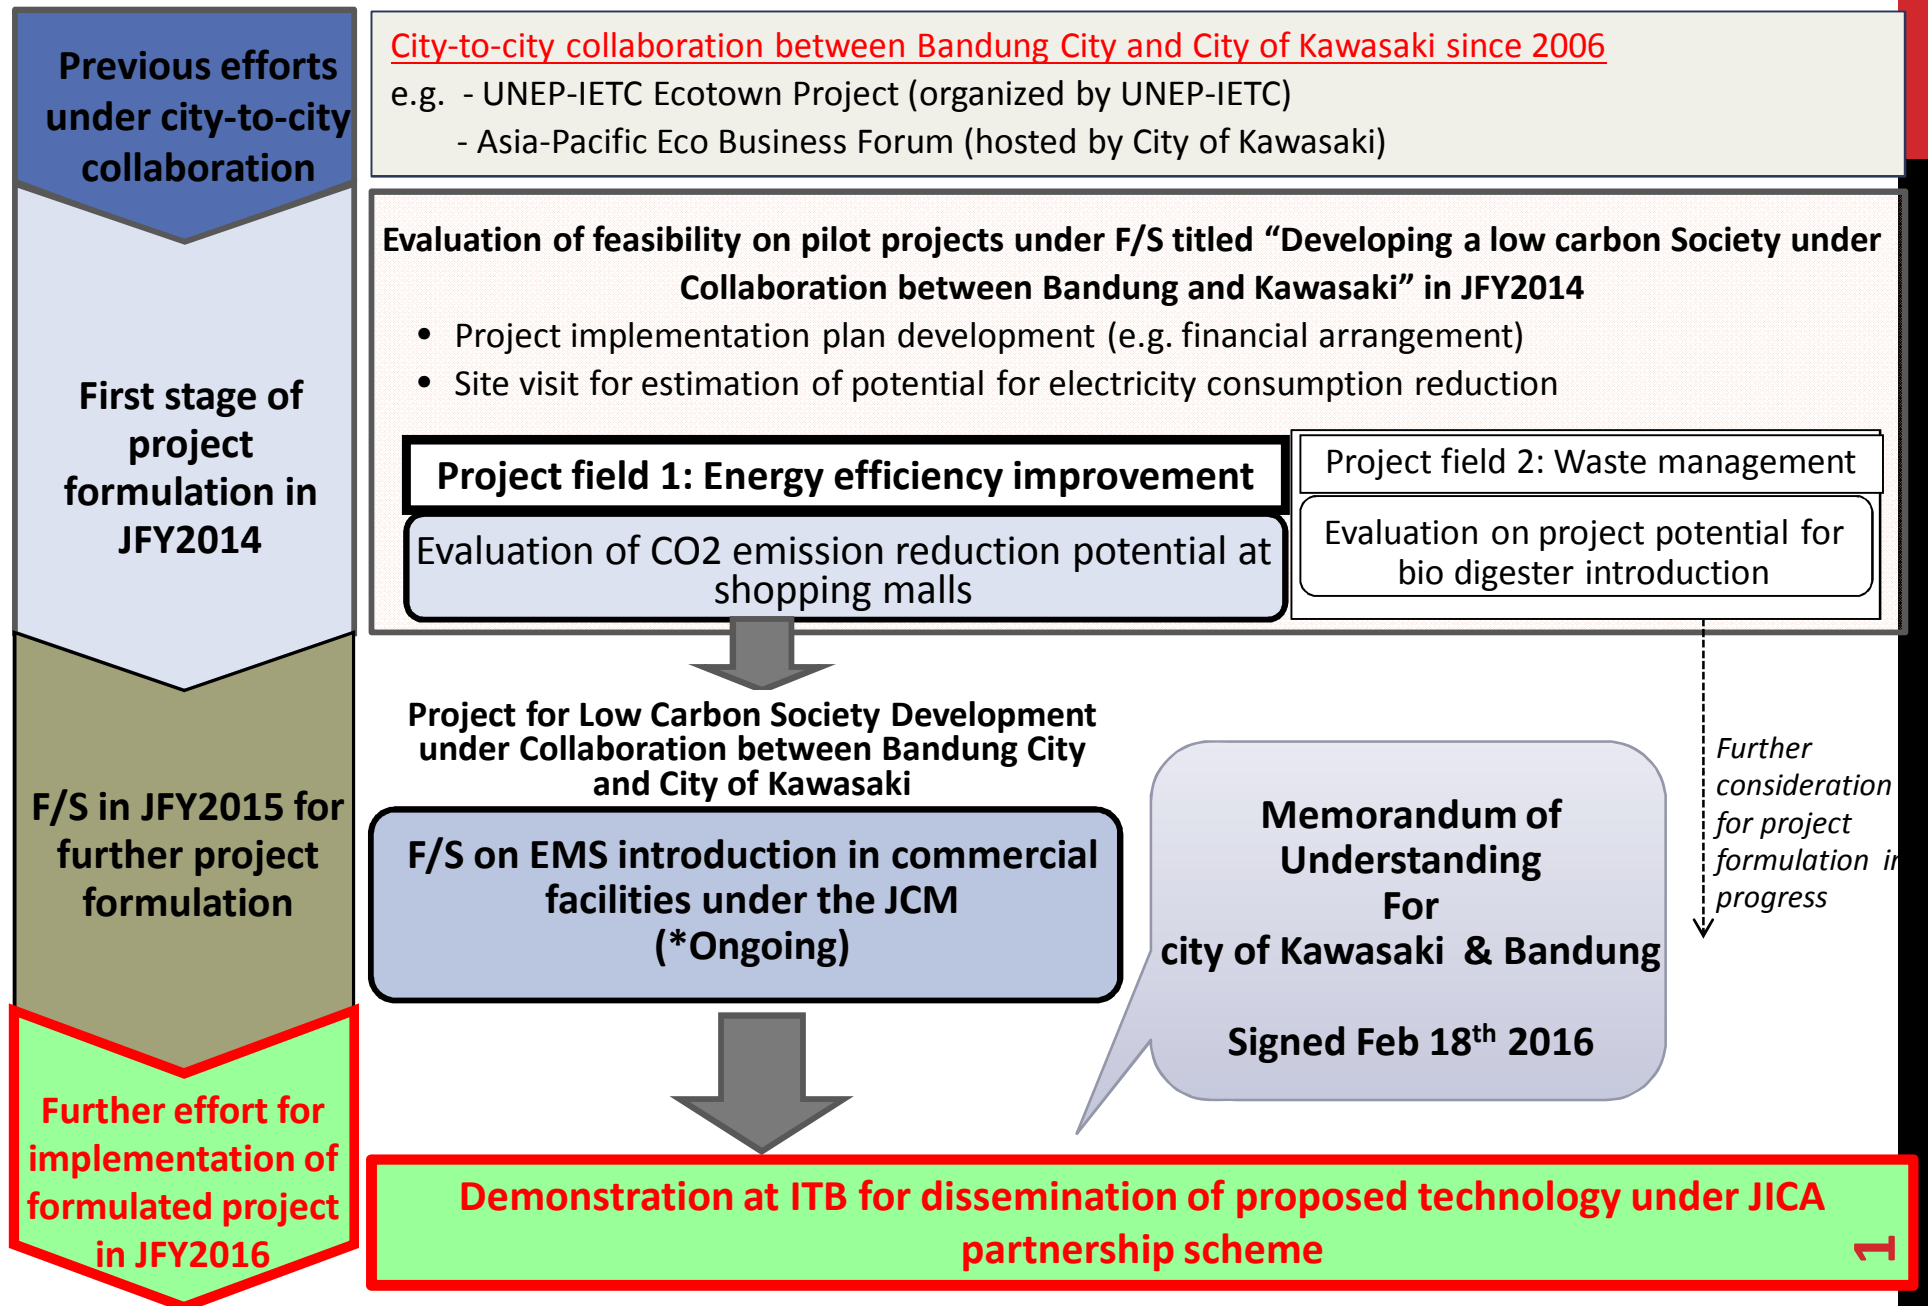 Previous efforts
under city-to-city
collaboration
City-to-city collaboration between Bandung City and City of Kawasaki since 2006
e.g. - UNEP-IETC Ecotown Project (organized by UNEP-IETC)
- Asia-Pacific Eco Business Forum (hosted by City of Kawasaki)
First stage of
project
formulation in
JFY2014
Evaluation of feasibility on pilot projects under F/S titled “Developing a low carbon Society under
Collaboration between Bandung and Kawasaki” in JFY2014
• Project implementation plan development (e.g. financial arrangement)
• Site visit for estimation of potential for electricity consumption reduction
Project field 1: Energy efficiency improvement
Evaluation of CO2 emission reduction potential at
shopping malls
Project field 2: Waste management
Evaluation on project potential for
bio digester introduction
F/S in JFY2015 for
further project
formulation
Project for Low Carbon Society Development
under Collaboration between Bandung City
and City of Kawasaki
F/S on EMS introduction in commercial
facilities under the JCM
(*Ongoing)
Memorandum of
Understanding
For
city of Kawasaki & Bandung
Signed Feb 18th 2016
Further
consideration
for project
formulation in
progress
Further effort for
implementation of
formulated project
in JFY2016
Demonstration at ITB for dissemination of proposed technology under JICA
partnership scheme
1